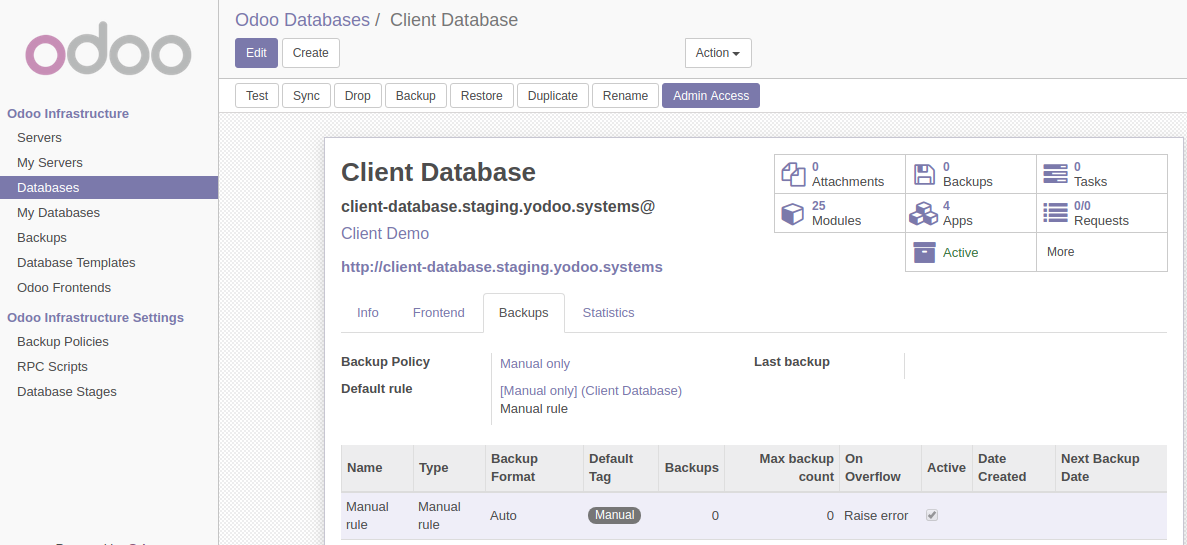 odoo
Odoo Infrastructure
Servers
My Servers
Databases
My Databases
Backups
Database Templates
Odoo Frontends
Odoo Infrastructure Settings
Backup Policies
RPC Scripts
Database Stages
Odoo Databases / Client Database
Edit Create Action
Test Sync Drop Backup Restore Duplicate Rename Admin Access
Client Database
client-database.staging.yodoo.systems@
Client Demo
http://client-database.staging.yodoo.systems
0 Attachments
0 Backups
0 Tasks
25 Modules
4 Apps
0/0 Requests
Active
More
Info Frontend Backups Statistics
Backup Policy Manual only Last backup
Default rule [Manual only] (Client Database)
Manual rule
Name Type Backup Format Default Tag Backups Max backup count On Overflow Active Date Created Next Backup Date
Manual rule Manual rule Auto Manual 0 0 Raise error